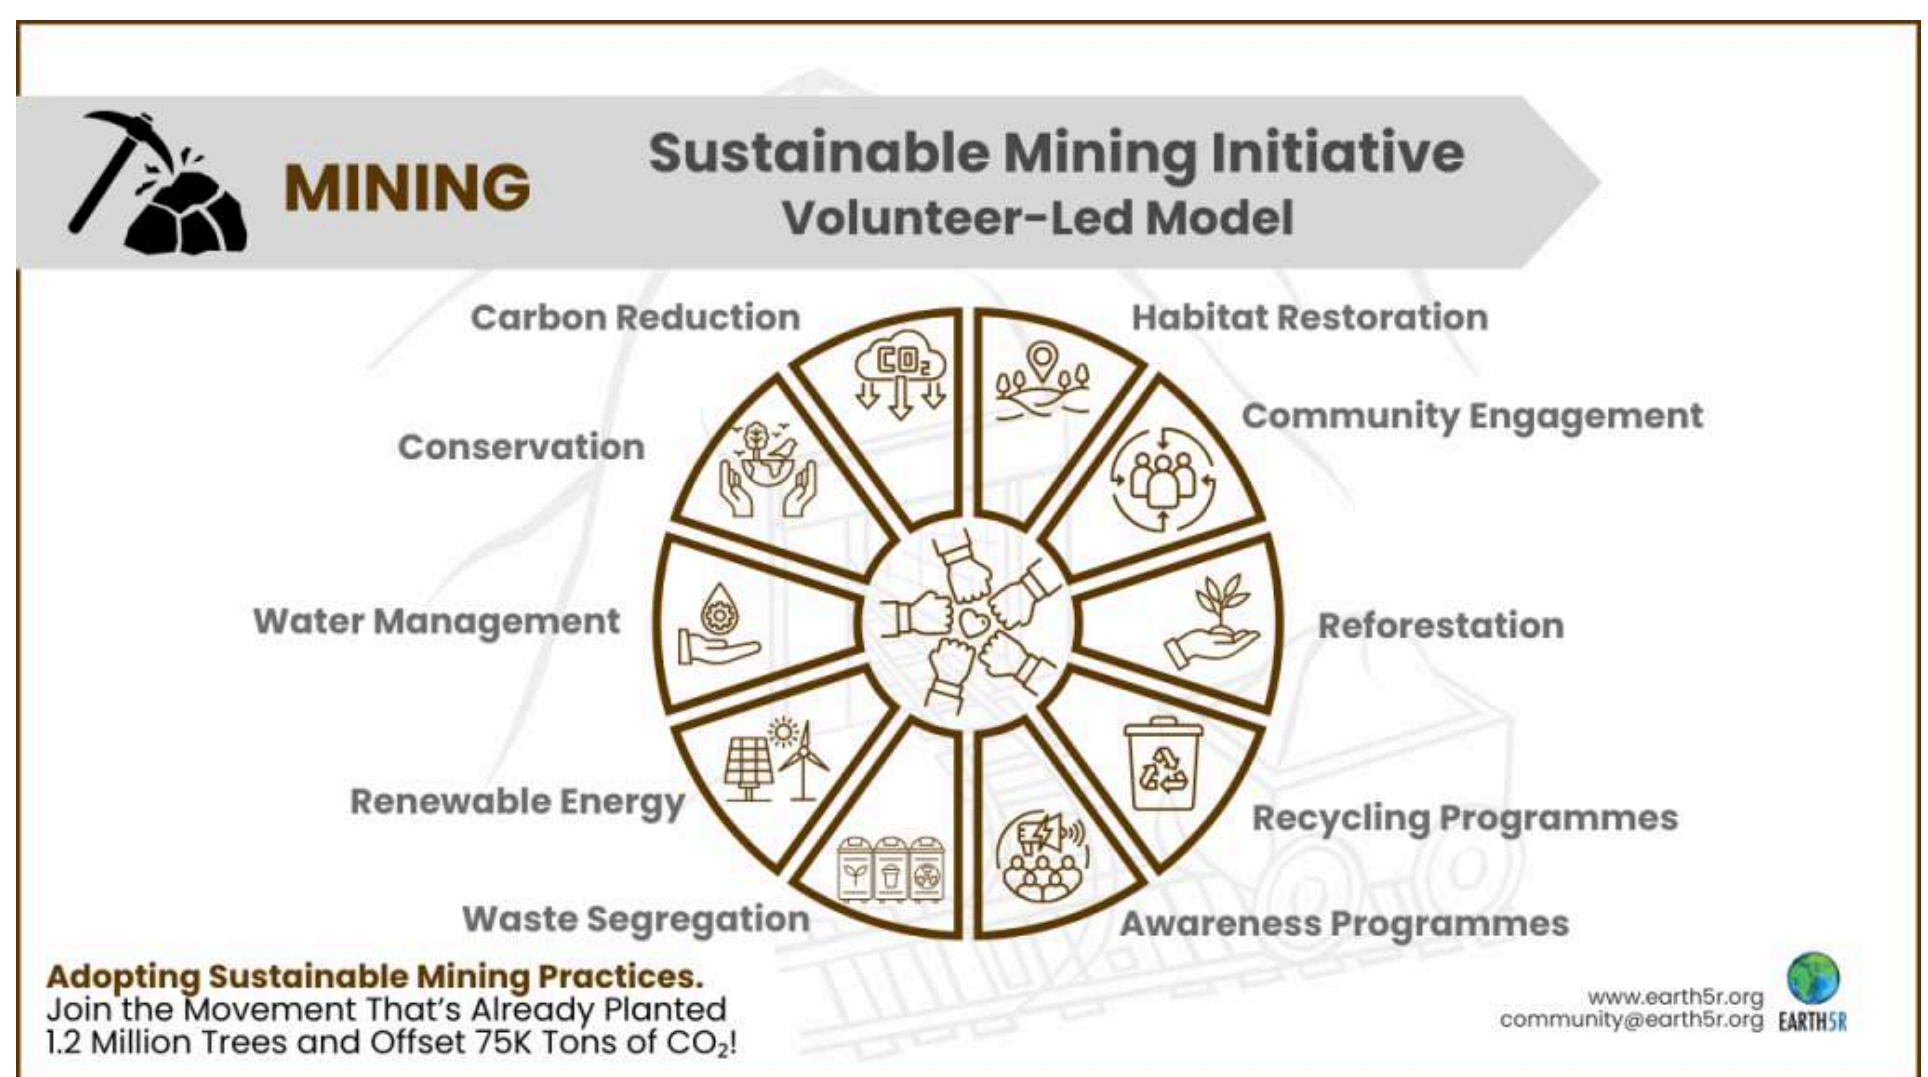 MINING
Sustainable Mining Initiative
Volunteer-Led Model
Carbon Reduction
Habitat Restoration
Community Engagement
Conservation
Water Management
Reforestation
Renewable Energy
Recycling Programmes
Waste Segregation
Awareness Programmes
CO₂
Adopting Sustainable Mining Practices.
Join the Movement That's Already Planted
1.2 Million Trees and Offset 75K Tons of CO₂!
www.earth5r.org
community@earth5r.org
EARTH5R